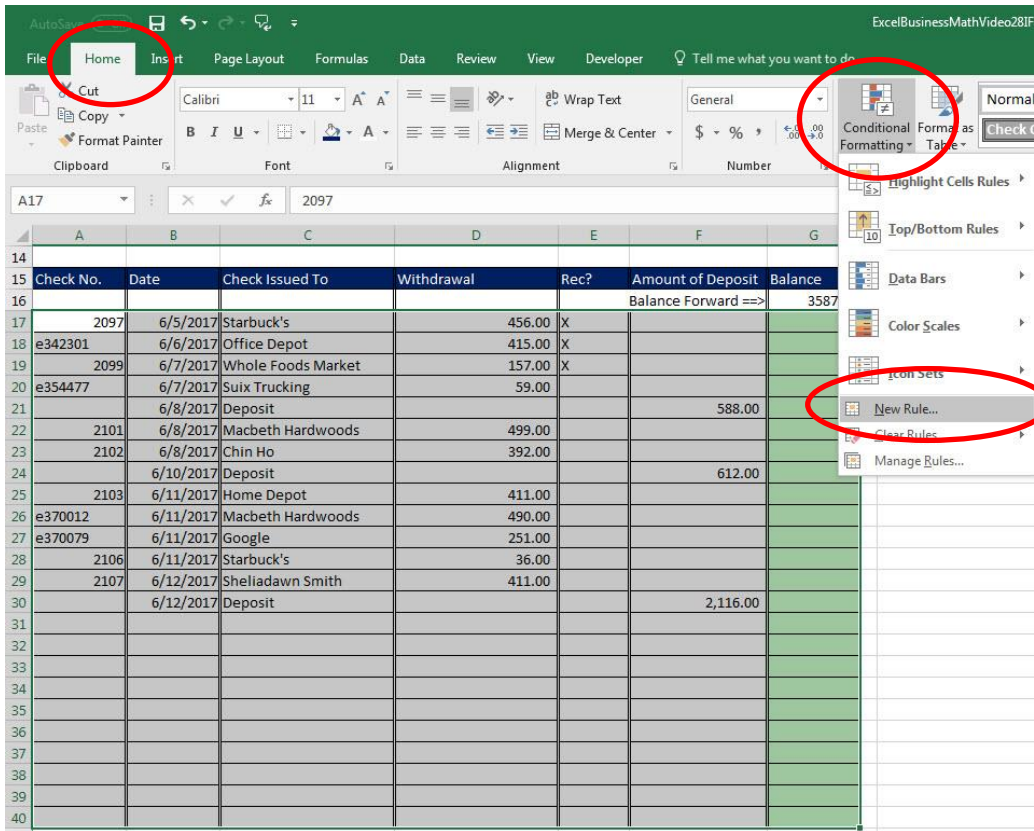 AutoSave
ExcelBusinessMathVideo28IF
File Home Insert Page Layout Formulas Data Review View Developer Tell me what you want to do
Cut
Copy
Format Painter
Paste
Clipboard
Calibri 11 A A
B I U A
Font
Wrap Text
Merge & Center
Alignment
General
$ % , .0 .00 .00 .0
Number
Conditional Formatting
Format as Table
Normal
Check C
A17 fx 2097
Highlight Cells Rules
Top/Bottom Rules
Data Bars
Color Scales
Icon Sets
New Rule...
Clear Rules
Manage Rules...
A B C D E F G
14
15 Check No. Date Check Issued To Withdrawal Rec? Amount of Deposit Balance
16 Balance Forward ==> 3587
17 2097 6/5/2017 Starbuck's 456.00 X
18 e342301 6/6/2017 Office Depot 415.00 X
19 2099 6/7/2017 Whole Foods Market 157.00 X
20 e354477 6/7/2017 Suix Trucking 59.00
21 6/8/2017 Deposit 588.00
22 2101 6/8/2017 Macbeth Hardwoods 499.00
23 2102 6/8/2017 Chin Ho 392.00
24 6/10/2017 Deposit 612.00
25 2103 6/11/2017 Home Depot 411.00
26 e370012 6/11/2017 Macbeth Hardwoods 490.00
27 e370079 6/11/2017 Google 251.00
28 2106 6/11/2017 Starbuck's 36.00
29 2107 6/12/2017 Sheliadawn Smith 411.00
30 6/12/2017 Deposit 2,116.00
31
32
33
34
35
36
37
38
39
40